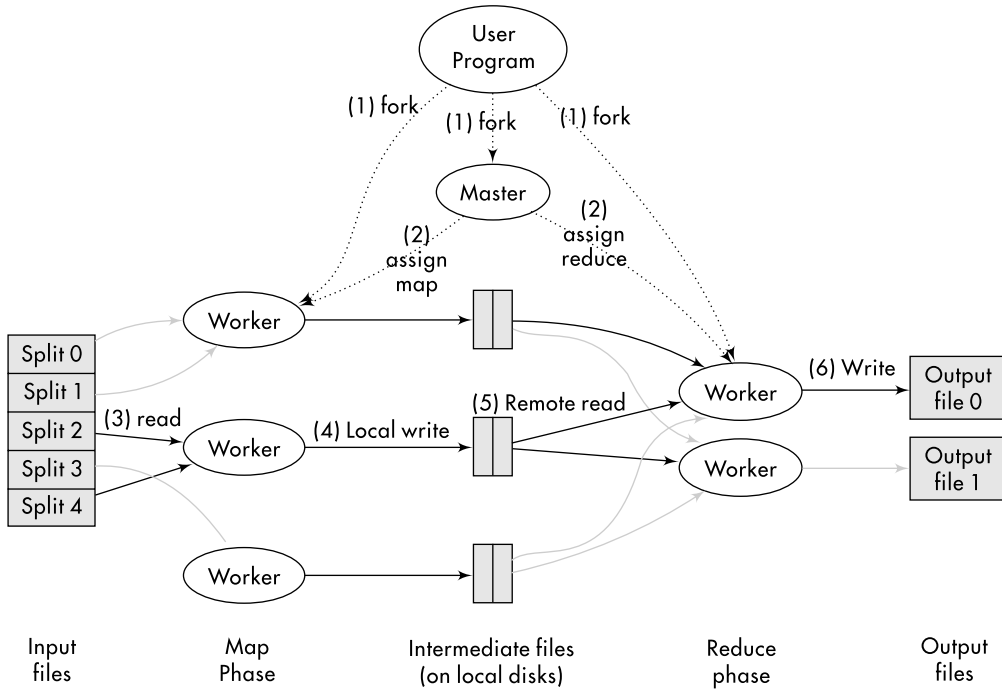 User
Program
(1) fork
(1) fork
(1) fork
Master
(2)
assign
map
(2)
assign
reduce
Worker
Split 0
Split 1
Split 2
Split 3
Split 4
(3) read
Worker
(4) Local write
(5) Remote read
Worker
(6) Write
Output
file 0
Worker
Output
file 1
Worker
Input
files
Map
Phase
Intermediate files
(on local disks)
Reduce
phase
Output
files